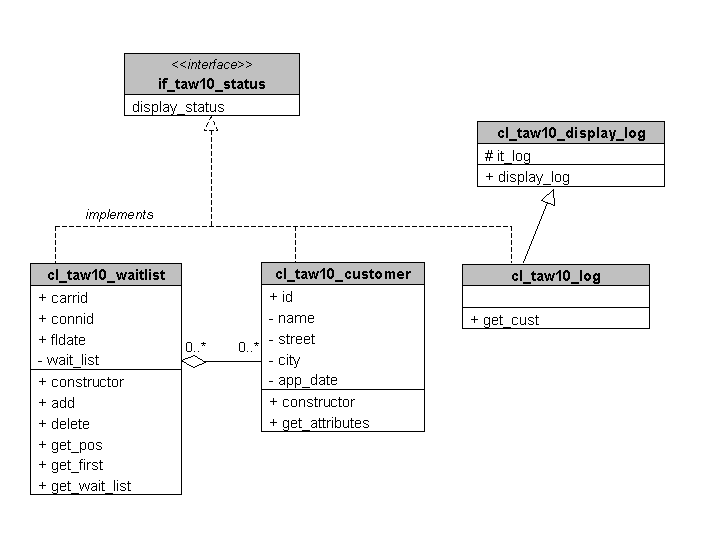 <<interface>>
if_taw10_status
display_status
cl_taw10_display_log
# it_log
+ display_log
implements
cl_taw10_waitlist
+ carrid
+ connid
+ fldate
- wait_list
+ constructor
+ add
+ delete
+ get_pos
+ get_first
+ get_wait_list
0..*
0..*
cl_taw10_customer
+ id
- name
- street
- city
- app_date
+ constructor
+ get_attributes
cl_taw10_log
+ get_cust